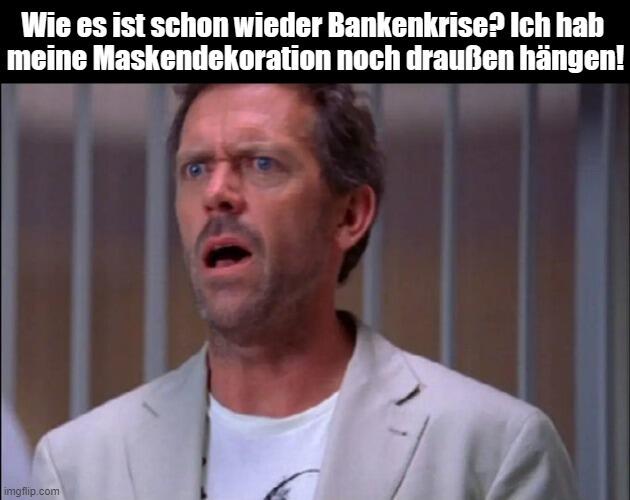 Wie es ist schon wieder Bankenkrise? Ich hab
meine Maskendekoration noch draußen hängen!
imgflip.com